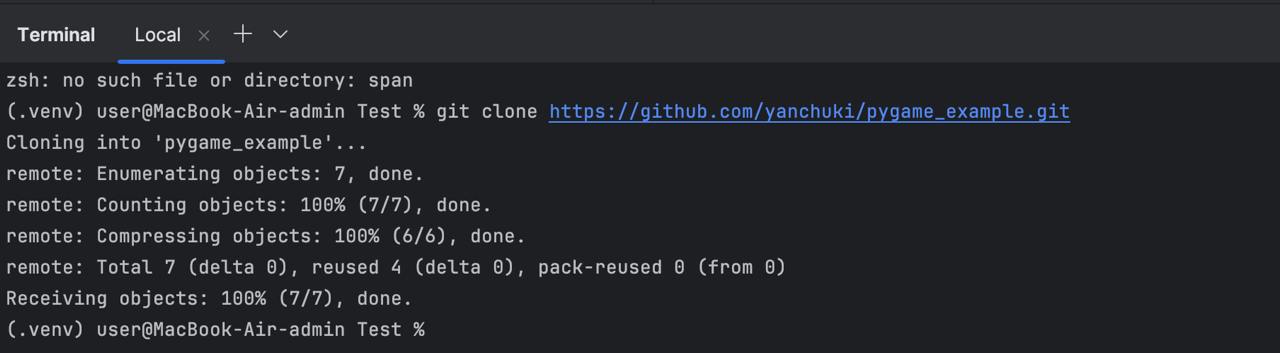 Terminal Local
zsh: no such file or directory: span
(.venv) user@MacBook-Air-admin Test % git clone https://github.com/yanchuki/pygame_example.git
Cloning into 'pygame_example'...
remote: Enumerating objects: 7, done.
remote: Counting objects: 100% (7/7), done.
remote: Compressing objects: 100% (6/6), done.
remote: Total 7 (delta 0), reused 4 (delta 0), pack-reused 0 (from 0)
Receiving objects: 100% (7/7), done.
(.venv) user@MacBook-Air-admin Test %